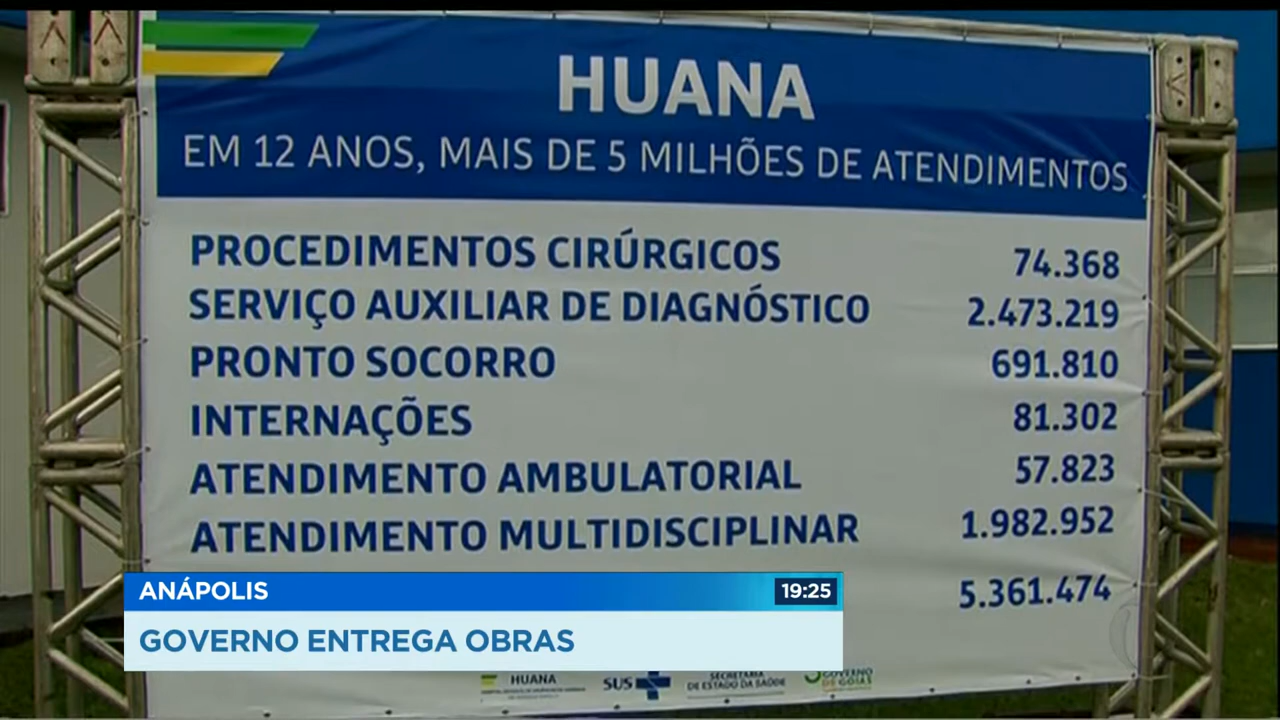 HUANA
EM 12 ANOS, MAIS DE 5 MILHÕES DE ATENDIMENTOS
PROCEDIMENTOS CIRÚRGICOS 74.368
SERVIÇO AUXILIAR DE DIAGNÓSTICO 2.473.219
PRONTO SOCORRO 691.810
INTERNAÇÕES 81.302
ATENDIMENTO AMBULATORIAL 57.823
ATENDIMENTO MULTIDISCIPLINAR 1.982.952
5.361.474
ANÁPOLIS 19:25
GOVERNO ENTREGA OBRAS
HUANA
SUS
SECRETARIA
DE ESTADO DA SAÚDE
GOVERNO
DE GOIÁS